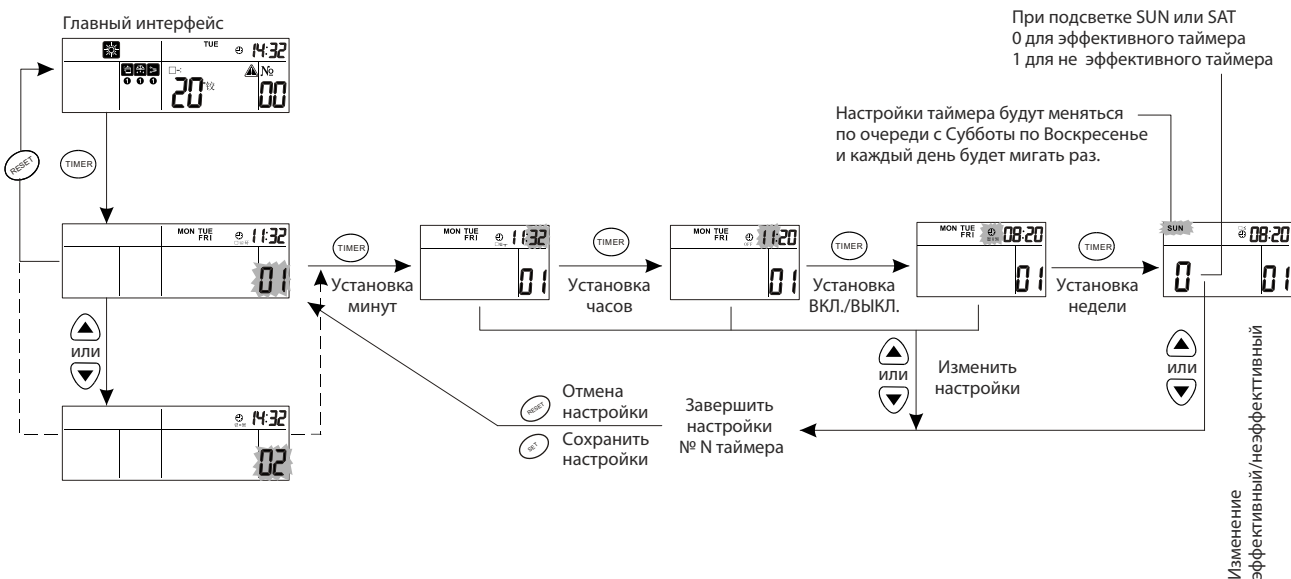 Главный интерфейс
TUE 14:32
20
№
00
RESET
TIMER
При подсветке SUN или SAT
0 для эффективного таймера
1 для не эффективного таймера
Настройки таймера будут меняться
по очереди с Субботы по Воскресенье
и каждый день будет мигать раз.
MON TUE
FRI
11:32
01
TIMER
Установка
минут
MON TUE
FRI
11:32
01
TIMER
Установка
часов
MON TUE
FRI
OFF
11:20
01
TIMER
Установка
ВКЛ./ВЫКЛ.
MON TUE
FRI
08:20
01
TIMER
Установка
недели
SUN
08:20
0
01
или
14:32
02
RESET
Отмена
настройки
SET
Сохранить
настройки
Завершить
настройки
№ N таймера
или
Изменить
настройки
или
Изменение
эффективный/неэффекттивный